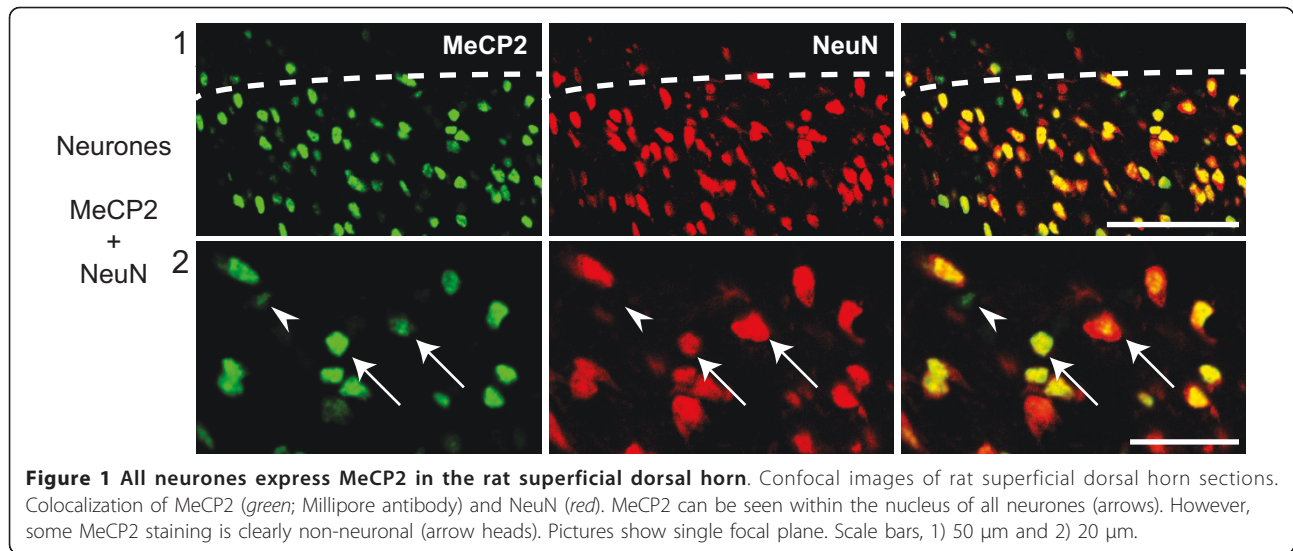 1
MeCP2
NeuN
Neurones
MeCP2
+
NeuN
2
Figure 1 All neurones express MeCP2 in the rat superficial dorsal horn. Confocal images of rat superficial dorsal horn sections.
Colocalization of MeCP2 (green; Millipore antibody) and NeuN (red). MeCP2 can be seen within the nucleus of all neurones (arrows). However,
some MeCP2 staining is clearly non-neuronal (arrow heads). Pictures show single focal plane. Scale bars, 1) 50 μm and 2) 20 μm.